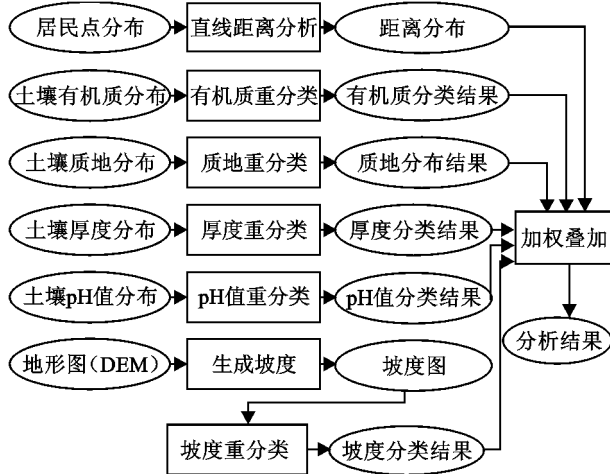 居民点分布
直线距离分析
距离分布
土壤有机质分布
有机质重分类
有机质分类结果
土壤质地分布
质地重分类
质地分布结果
土壤厚度分布
厚度重分类
厚度分类结果
加权叠加
土壤pH值分布
pH值重分类
pH值分类结果
分析结果
地形图(DEM)
生成坡度
坡度图
坡度重分类
坡度分类结果